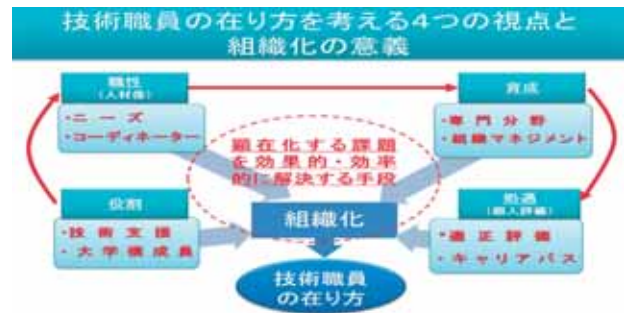 技術職員の在り方を考える4つの視点と
組織化の意義
職性
(人材像)
・ニーズ
・コーディネーター
育成
・専門分野
・組織マネジメント
顕在化する課題
を効果的・効率
的に解決する手段
役割
・技術支援
・大学構成員
組織化
処遇
(個人評価)
・適正評価
・キャリアパス
技術職員
の在り方